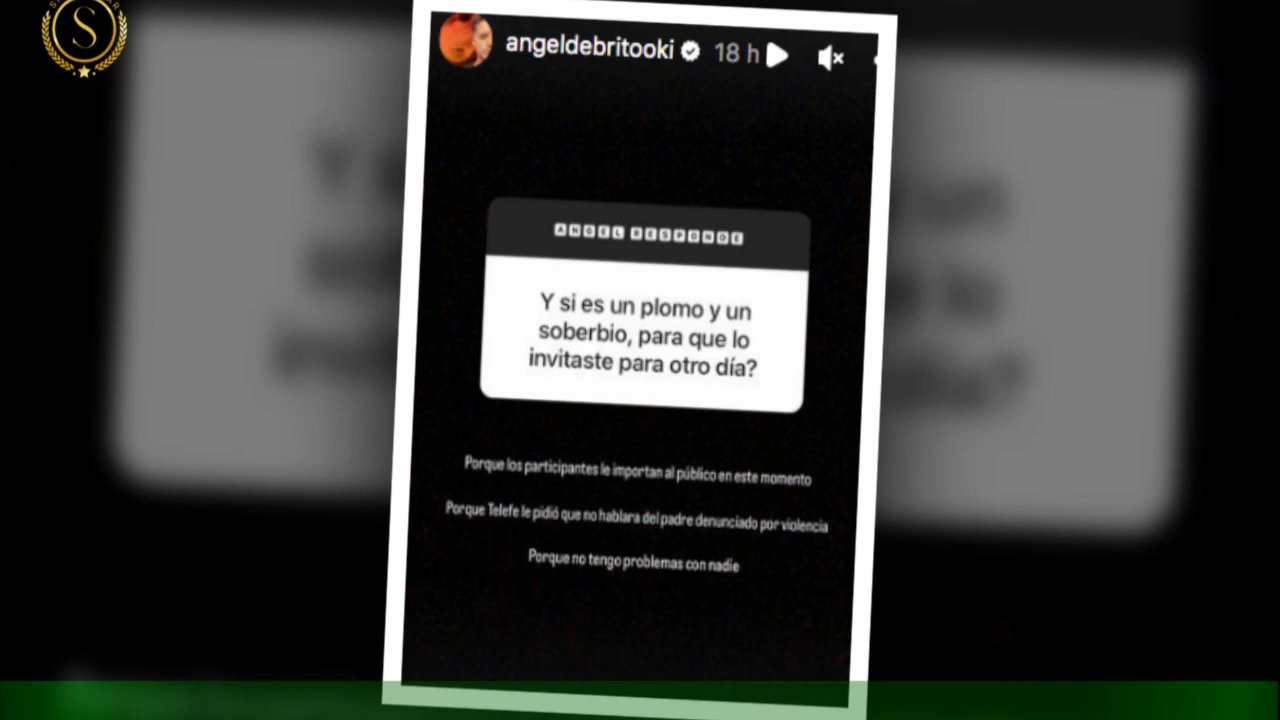 S
angeldebritooki 18 h
ANGEL RESPONDE
Y si es un plomo y un
soberbio, para que lo
invitaste para otro día?
Porque los participantes le importan al público en este momento
Porque Telefe le pidió que no hablara del padre denunciado por violencia
Porque no tengo problemas con nadie